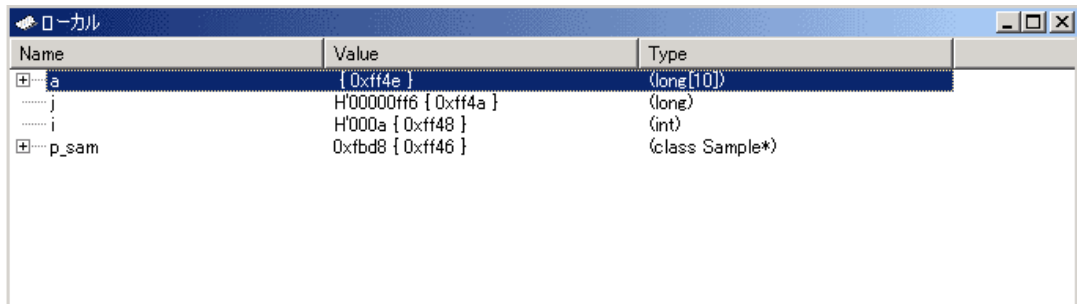 ローカル
Name Value Type
a { 0xff4e } (long[10])
j H'00000ff6 { 0xff4a } (long)
i H'000a { 0xff48 } (int)
p_sam 0xfbd8 { 0xff46 } (class Sample*)